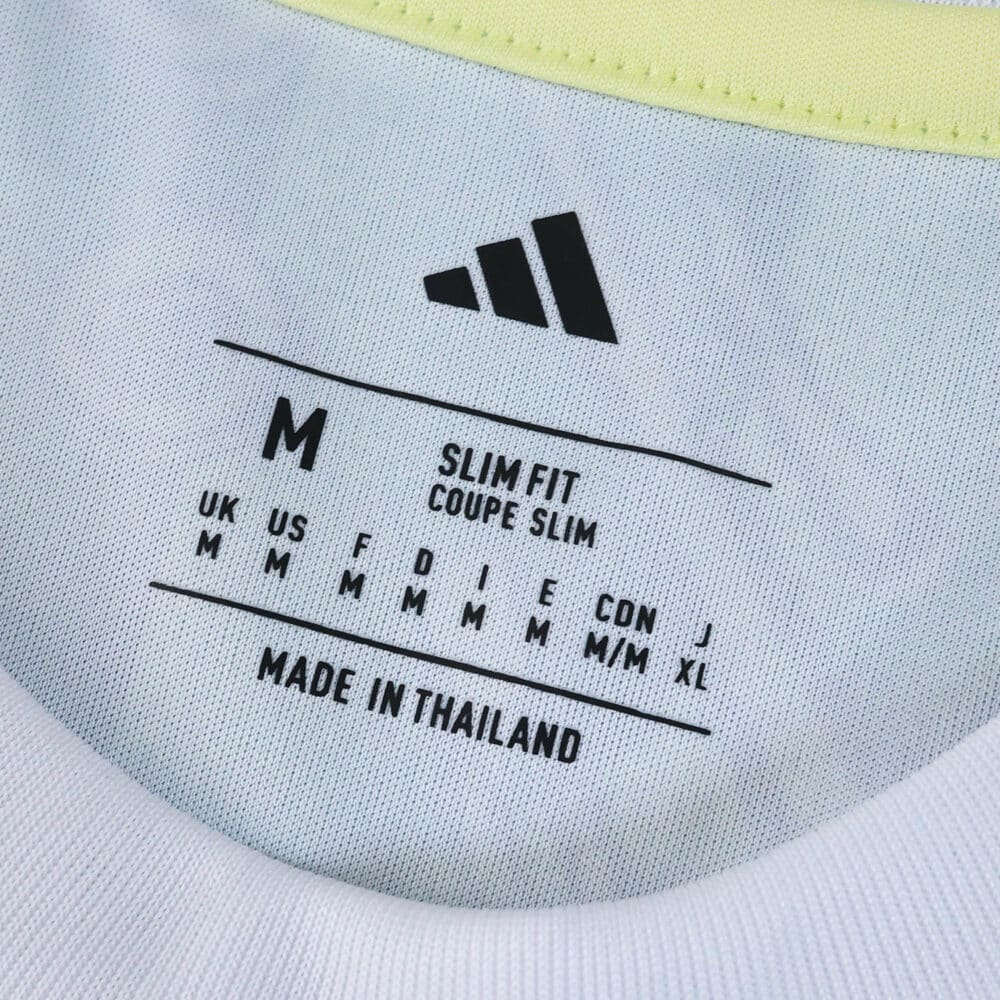 M
SLIM FIT
COUPE SLIM
UK US F D I E CDN J
M M M M M M M/M XL
MADE IN THAILAND